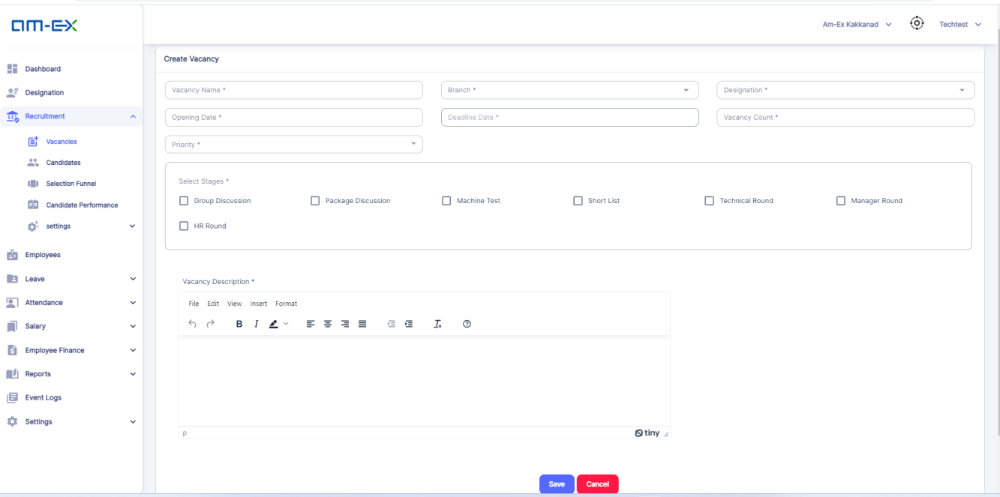 am-ex
Am-Ex Kakkanad
Techtest
Dashboard
Designation
Recruitment
Vacancies
Candidates
Selection Funnel
Candidate Performance
settings
Employees
Leave
Attendance
Salary
Employee Finance
Reports
Event Logs
Settings
Create Vacancy
Vacancy Name *
Branch *
Designation *
Opening Date *
Deadline Date *
Vacancy Count *
Priority *
Select Stages *
Group Discussion
Package Discussion
Machine Test
Short List
Technical Round
Manager Round
HR Round
Vacancy Description *
File Edit View Insert Format
B I
p
tiny
Save
Cancel